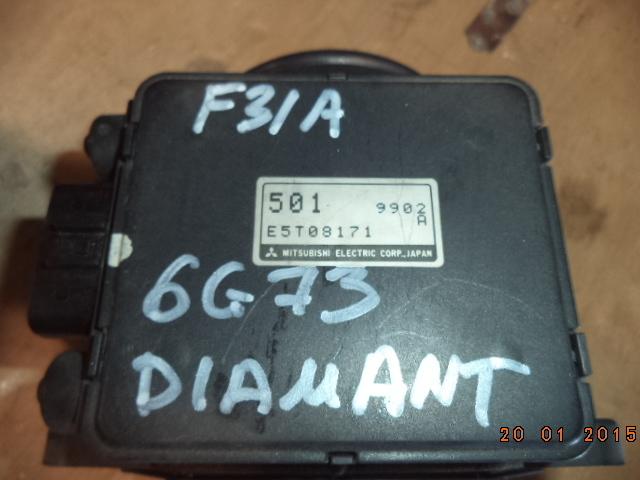 F31A
501 9902
A
E5T08171
MITSUBISHI ELECTRIC CORP., JAPAN
6G73
DIAMANT
20 01 2015